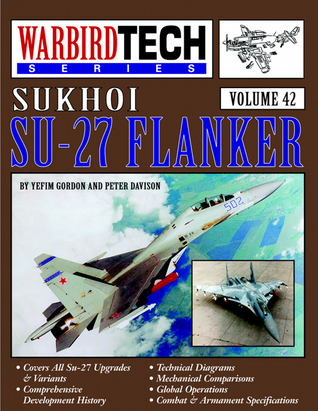 WARBIRDTECH
SERIES
VOLUME 42
SUKHOI
SU-27 FLANKER
BY YEFIM GORDON AND PETER DAVISON
502
• Covers All Su-27 Upgrades
& Variants
• Comprehensive
Development History
• Technical Diagrams
• Mechanical Comparisons
• Global Operations
• Combat & Armament Specifications